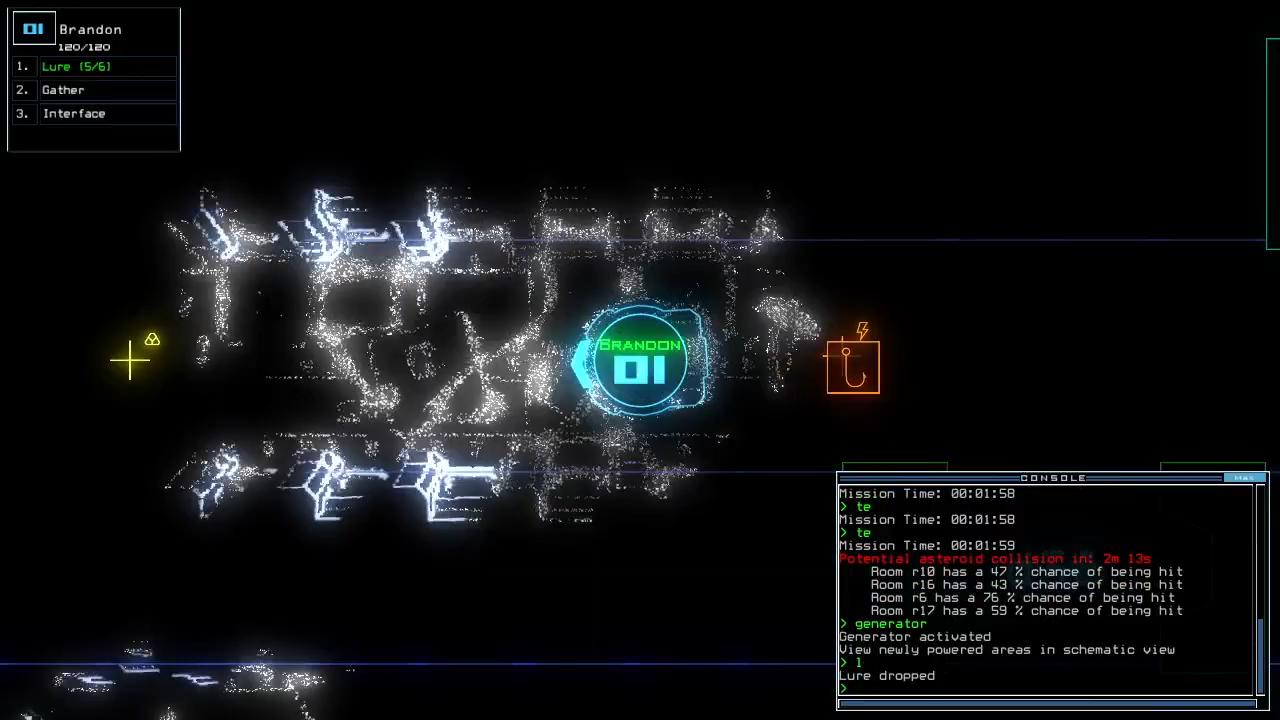 01 Brandon
120/120
1. Lure (5/6)
2. Gather
3. Interface
BRANDON
01
CONSOLE
MAX
Mission Time: 00:01:58
> te
Mission Time: 00:01:58
> te
Mission Time: 00:01:59
Potential asteroid collision in: 2m 13s
Room r10 has a 47 % chance of being hit
Room r16 has a 43 % chance of being hit
Room r6 has a 76 % chance of being hit
Room r17 has a 59 % chance of being hit
> generator
Generator activated
View newly powered areas in schematic view
> l
Lure dropped
>